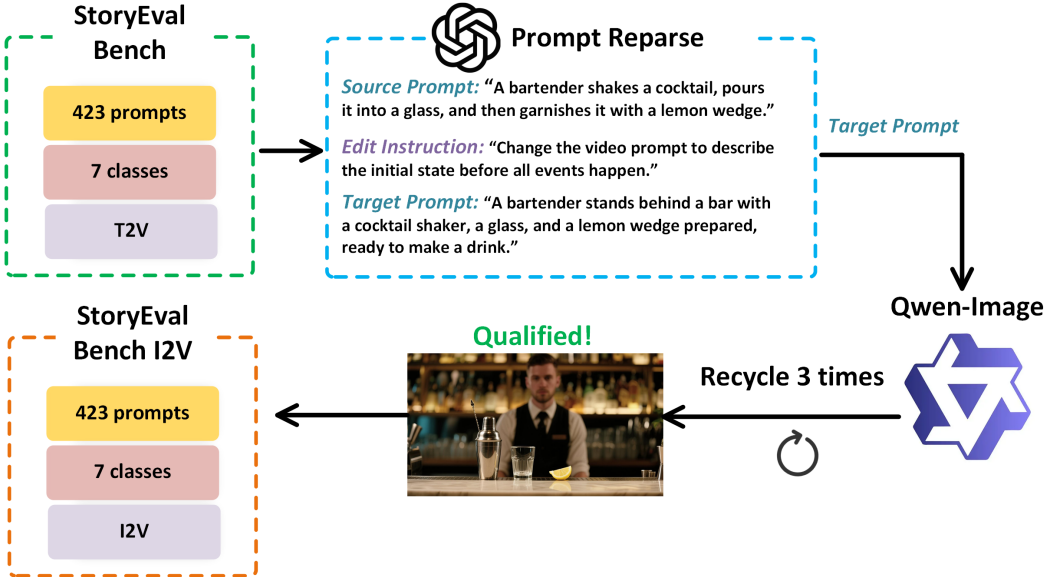 StoryEval
Bench
423 prompts
7 classes
T2V
Prompt Reparse
Source Prompt: “A bartender shakes a cocktail, pours
it into a glass, and then garnishes it with a lemon wedge.”
Edit Instruction: “Change the video prompt to describe
the initial state before all events happen.”
Target Prompt: “A bartender stands behind a bar with
a cocktail shaker, a glass, and a lemon wedge prepared,
ready to make a drink.”
Target Prompt
Qwen-Image
Recycle 3 times
Qualified!
StoryEval
Bench I2V
423 prompts
7 classes
I2V